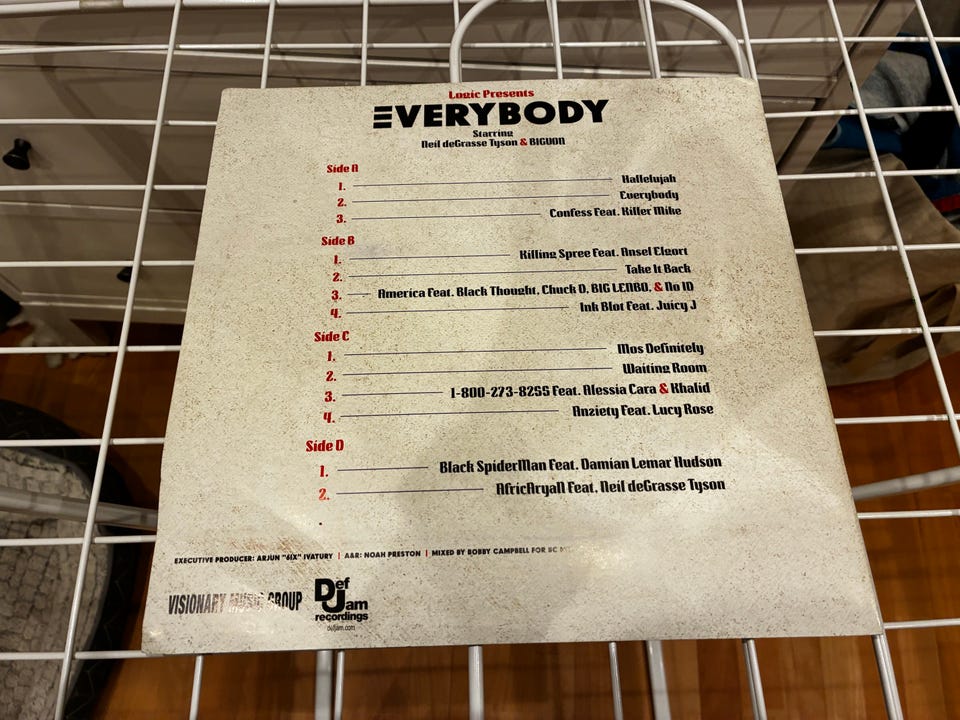 Logic Presents
EVERYBODY
Starring
Neil deGrasse Tyson & BIGVON
Side A
1. Hallelujah
2. Everybody
3. Confess Feat. Killer Mike
Side B
1. Killing Spree Feat. Ansel Elgort
2. Take It Back
3. America Feat. Black Thought, Chuck D, BIG LENBO, & No ID
4. Ink Blot Feat. Juicy J
Side C
1. Mos Definitely
2. Waiting Room
3. 1-800-273-8255 Feat. Alessia Cara & Khalid
4. Anziety Feat. Lucy Rose
Side D
1. Black SpiderMan Feat. Damian Lemar Hudson
2. AfricAryaN Feat. Neil deGrasse Tyson
EXECUTIVE PRODUCER: ARJUN "6IX" IVATURY | A&R: NOAH PRESTON | MIXED BY BOBBY CAMPBELL FOR BC
VISIONARY MUSIC GROUP
Def Jam
recordings
defjam.com